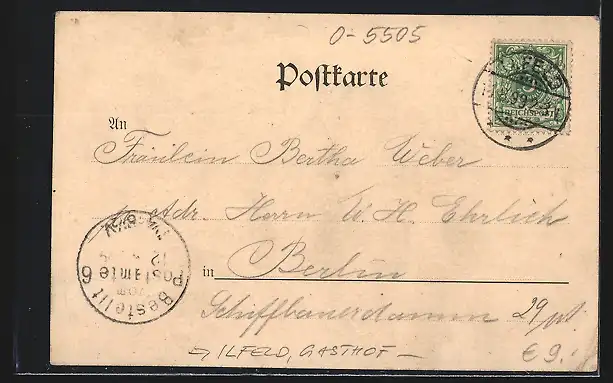 O-5505
Postkarte
ILFELD
REICHSPOST
An
Fräulein Bertha Weber
p. Adr. Herrn W. H. Ehrlich
in Berlin
Schiffbauerdamm 29 pt
Bestellt
vom
Postamte 6
→ ILFELD, GASTHOF –
€ 9.-